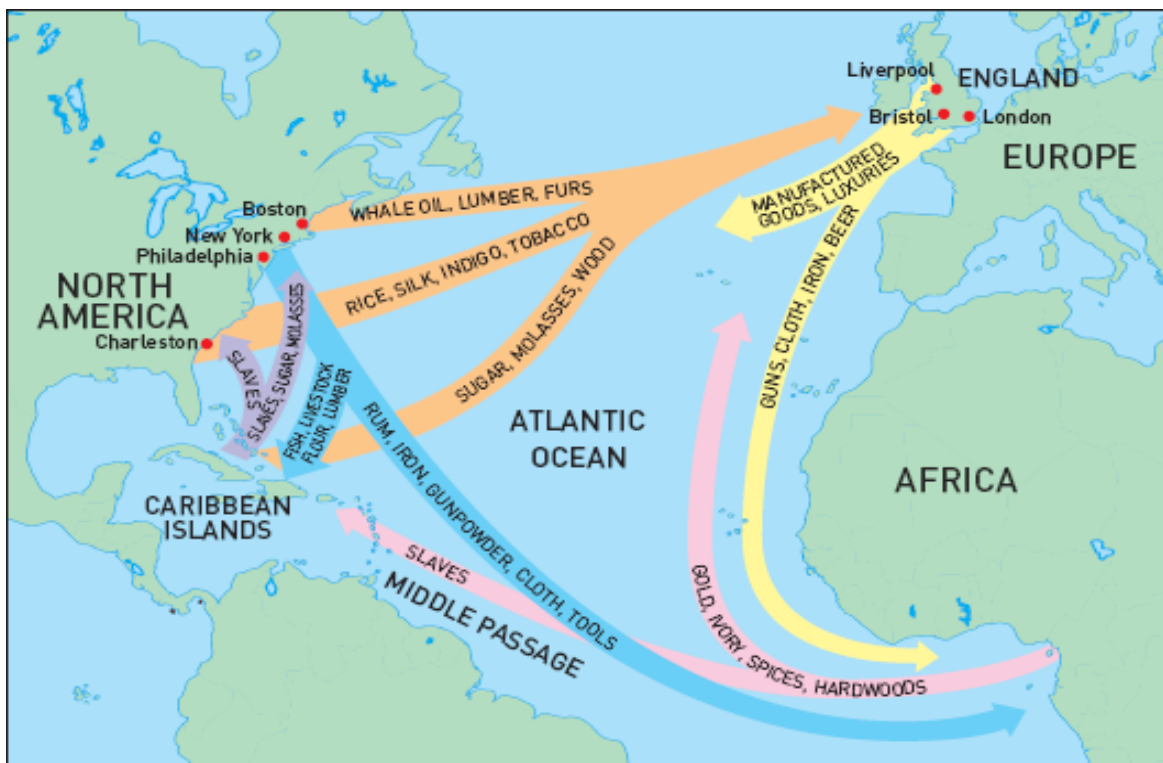 Liverpool
ENGLAND
Bristol
London
EUROPE
MANUFACTURED
GOODS, LUXURIES
WHALE OIL, LUMBER, FURS
Boston
New York
Philadelphia
RICE, SILK, INDIGO, TOBACCO
GUNS, CLOTH, IRON, BEER
NORTH
AMERICA
Charleston
SLAVES
SLAVES, SUGAR, MOLASSES
SUGAR, MOLASSES, WOOD
FISH, LIVESTOCK
FLOUR, LUMBER
RUM, IRON, GUNPOWDER, CLOTH, TOOLS
ATLANTIC
OCEAN
AFRICA
CARIBBEAN
ISLANDS
SLAVES
MIDDLE PASSAGE
GOLD, IVORY, SPICES, HARDWOODS